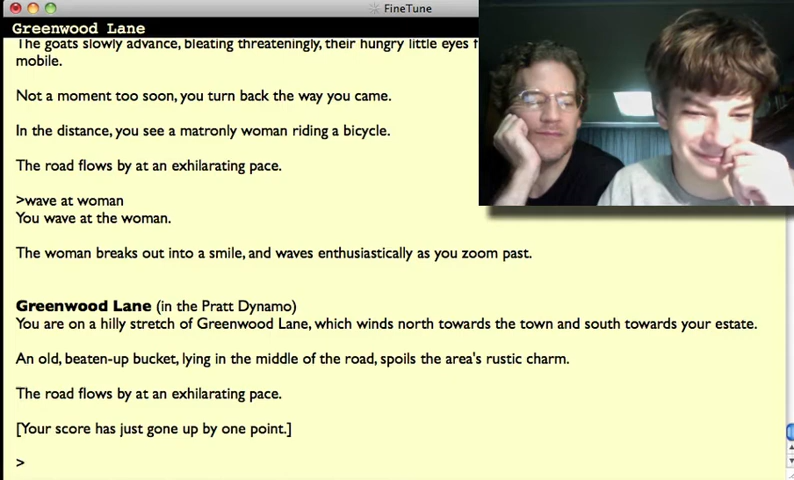 FineTune
Greenwood Lane
The goats slowly advance, bleating threateningly, their hungry little eyes
mobile.
Not a moment too soon, you turn back the way you came.
In the distance, you see a matronly woman riding a bicycle.
The road flows by at an exhilarating pace.
>wave at woman
You wave at the woman.
The woman breaks out into a smile, and waves enthusiastically as you zoom past.
Greenwood Lane (in the Pratt Dynamo)
You are on a hilly stretch of Greenwood Lane, which winds north towards the town and south towards your estate.
An old, beaten-up bucket, lying in the middle of the road, spoils the area's rustic charm.
The road flows by at an exhilarating pace.
[Your score has just gone up by one point.]
>